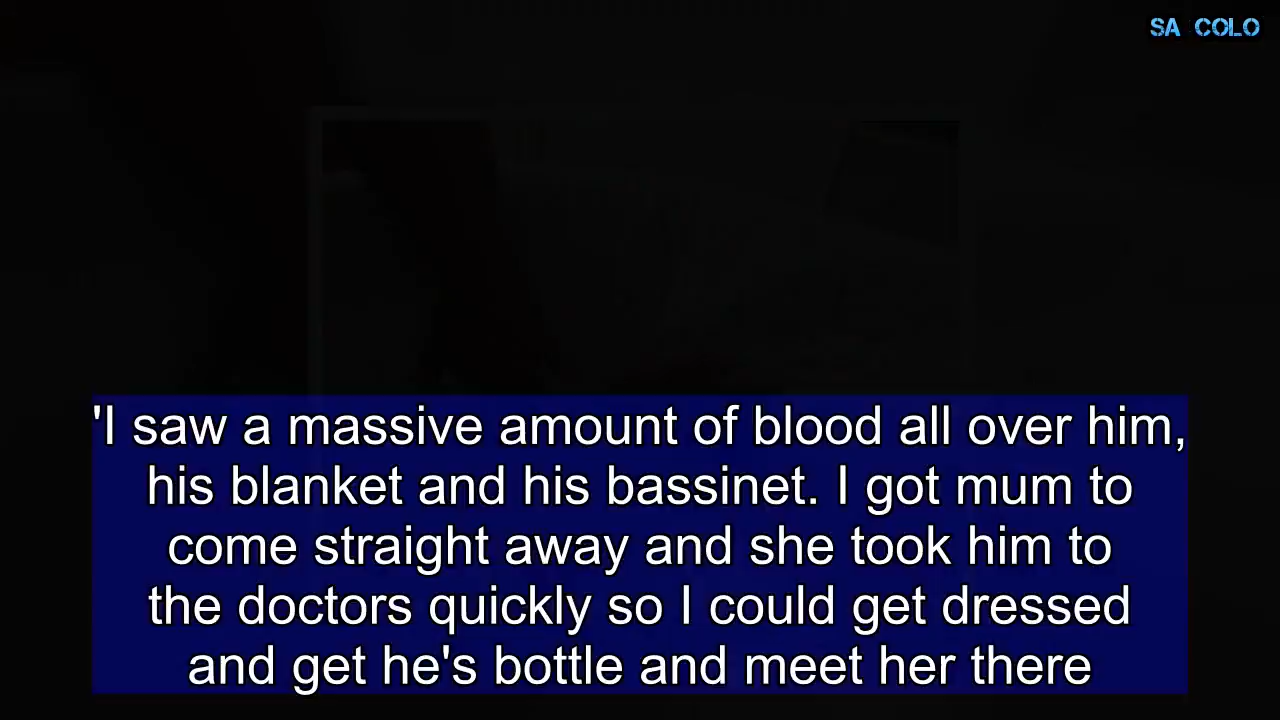 SA COLO
'I saw a massive amount of blood all over him,
his blanket and his bassinet. I got mum to
come straight away and she took him to
the doctors quickly so I could get dressed
and get he's bottle and meet her there